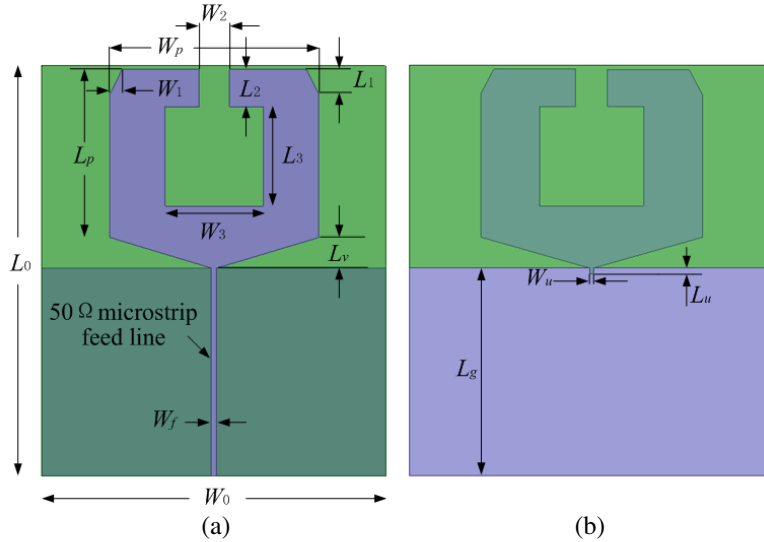 W2
Wp
L1
W1
L2
Lp
L3
W3
Lv
L0
Wu
Lu
50 Ω microstrip
feed line
Lg
Wf
W0
(a)
(b)